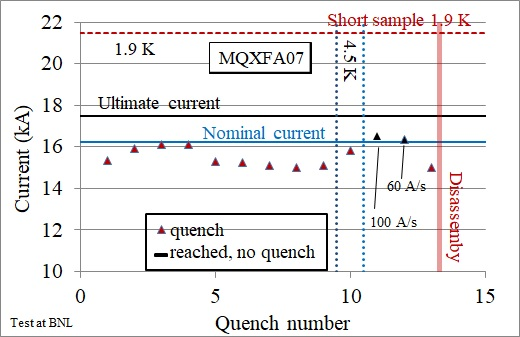 22
20
18
16
14
12
10
Current (kA)
Short sample 1.9 K
1.9 K
MQXFA07
4.5 K
Ultimate current
Nominal current
60 A/s
100 A/s
Disassemby
quench
reached, no quench
0
5
10
15
Test at BNL
Quench number